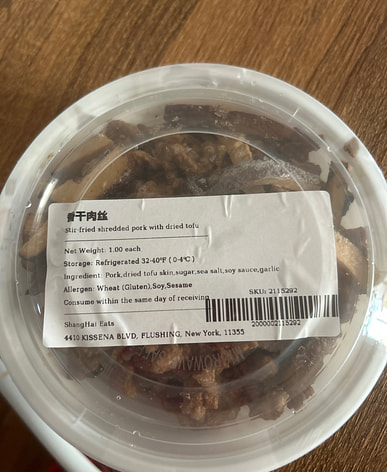 香干肉丝
Stir-fried shredded pork with dried tofu
Net Weight: 1.00 each
Storage: Refrigerated 32-40°F ( 0-4°C )
Ingredient: Pork,dried tofu skin,sugar,sea salt,soy sauce,garlic
Allergen: Wheat (Gluten),Soy,Sesame
SKU: 2115292
Consume within the same day of receiving
2000002115292
ShangHai Eats
4410 KISSENA BLVD, FLUSHING, New York, 11355
MICROWAVE SAFE